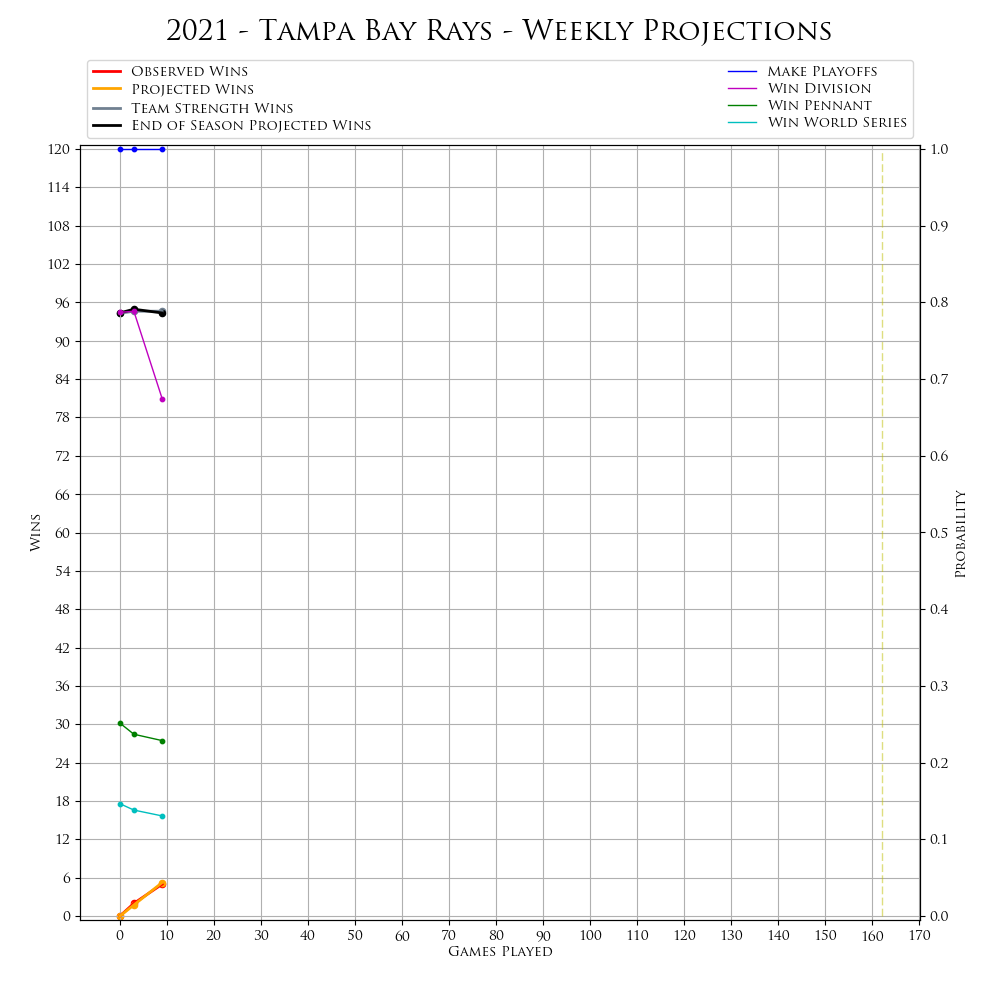 2021 - Tampa Bay Rays - Weekly Projections
Observed Wins
Projected Wins
Team Strength Wins
End of Season Projected Wins
Make Playoffs
Win Division
Win Pennant
Win World Series
120
114
108
102
96
90
84
78
72
66
60
54
48
42
36
30
24
18
12
6
0
Wins
1.0
0.9
0.8
0.7
0.6
0.5
0.4
0.3
0.2
0.1
0.0
Probability
0 10 20 30 40 50 60 70 80 90 100 110 120 130 140 150 160 170
Games Played